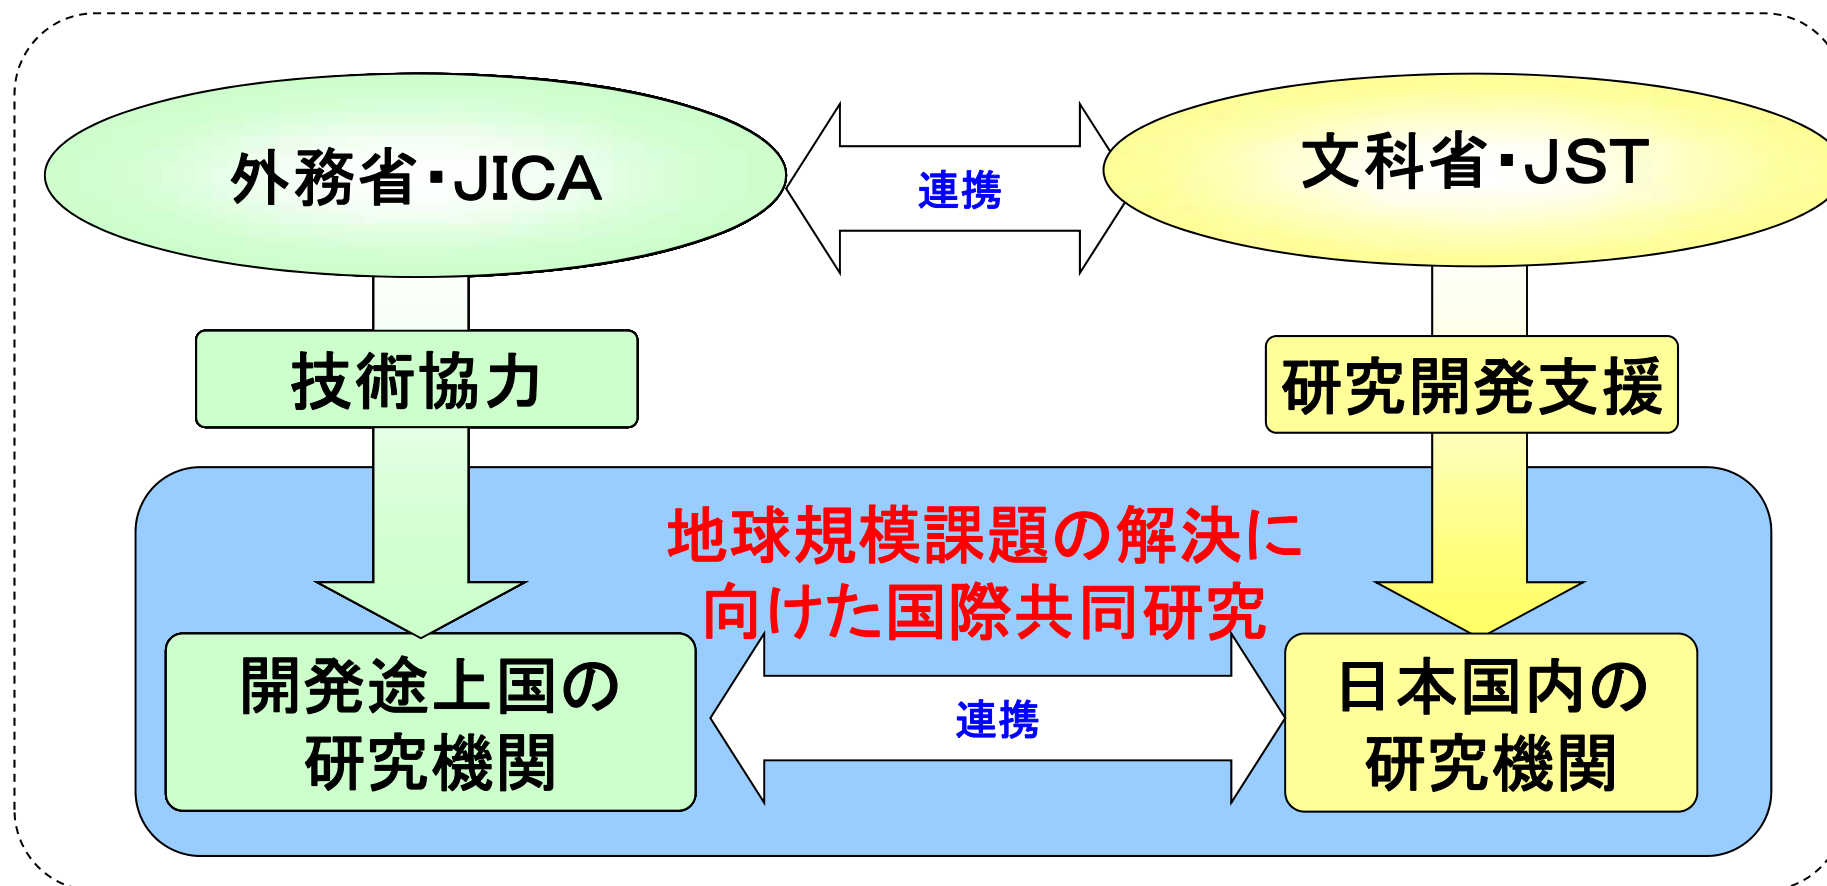 外務省・JICA
連携
文科省・JST
技術協力
研究開発支援
地球規模課題の解決に
向けた国際共同研究
開発途上国の
研究機関
連携
日本国内の
研究機関